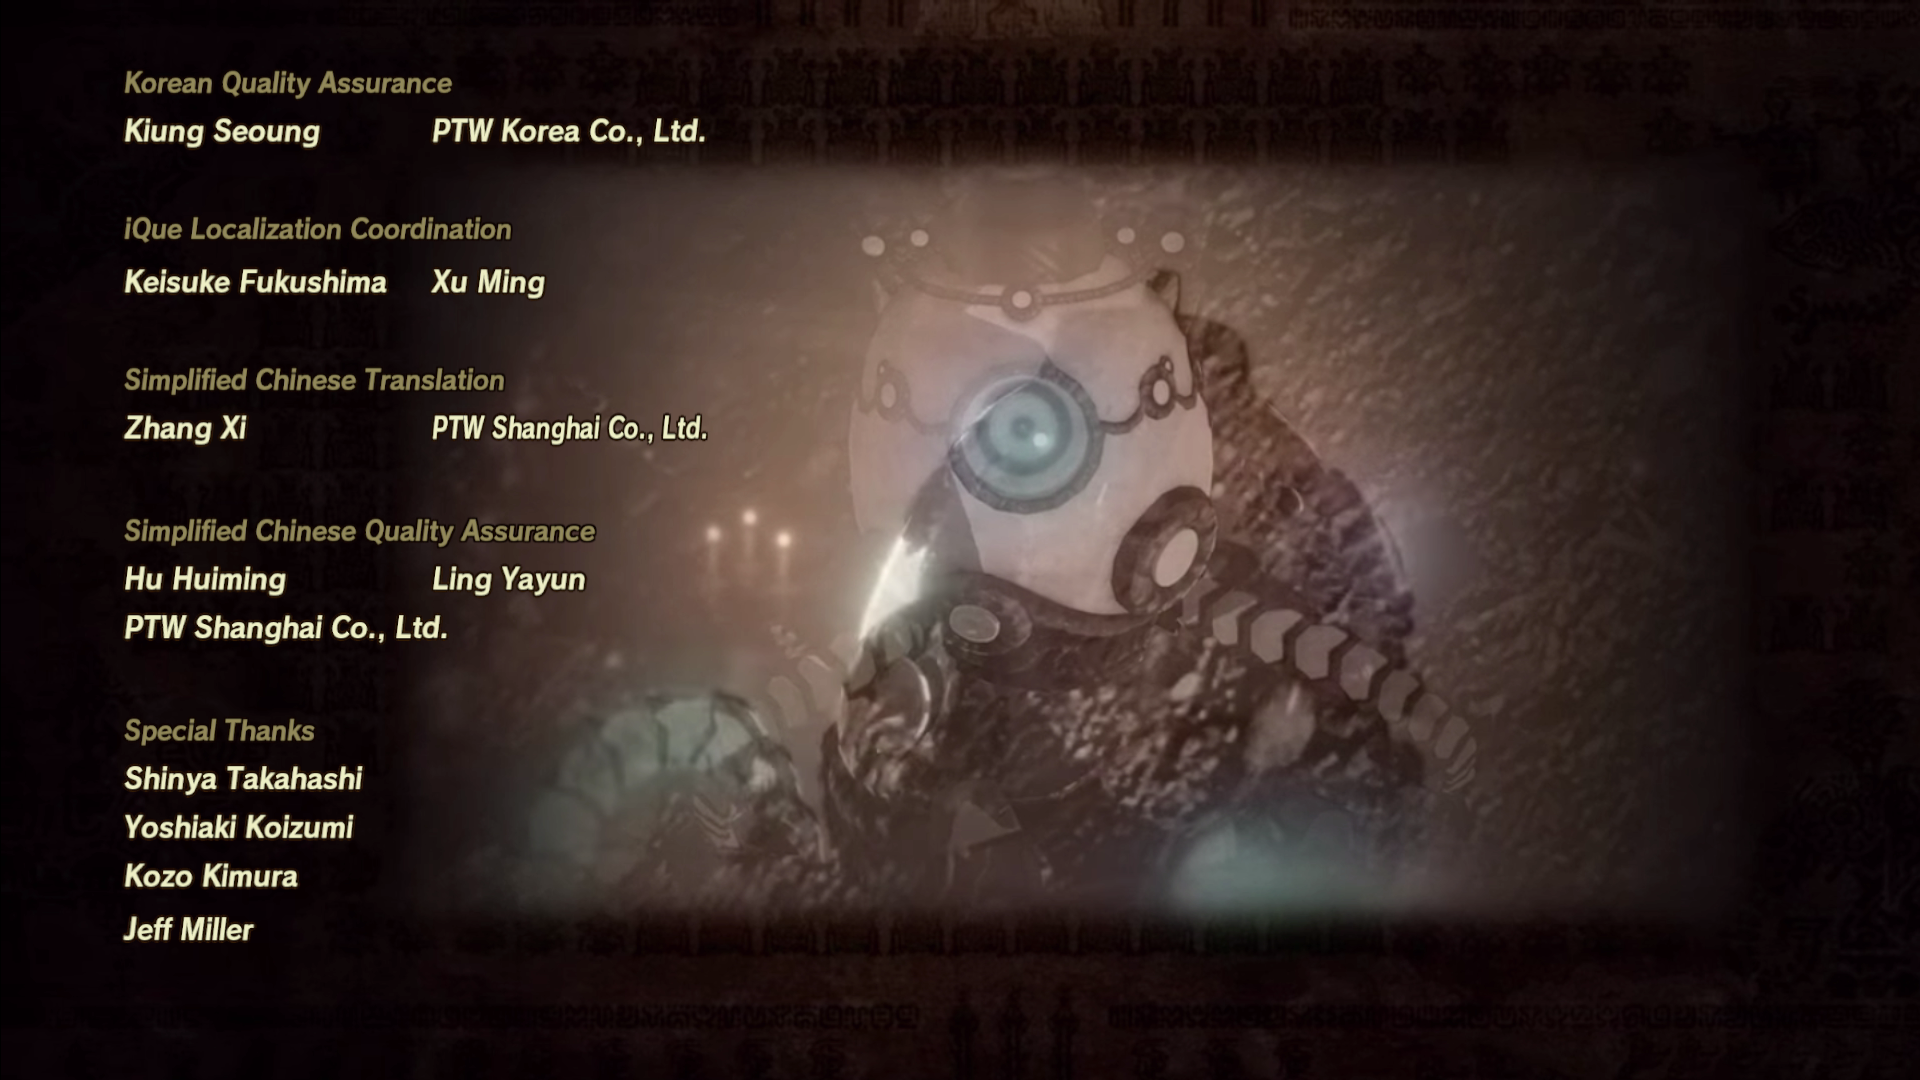 Korean Quality Assurance
Kiung Seoung PTW Korea Co., Ltd.
iQue Localization Coordination
Keisuke Fukushima Xu Ming
Simplified Chinese Translation
Zhang Xi PTW Shanghai Co., Ltd.
Simplified Chinese Quality Assurance
Hu Huiming Ling Yayun
PTW Shanghai Co., Ltd.
Special Thanks
Shinya Takahashi
Yoshiaki Koizumi
Kozo Kimura
Jeff Miller